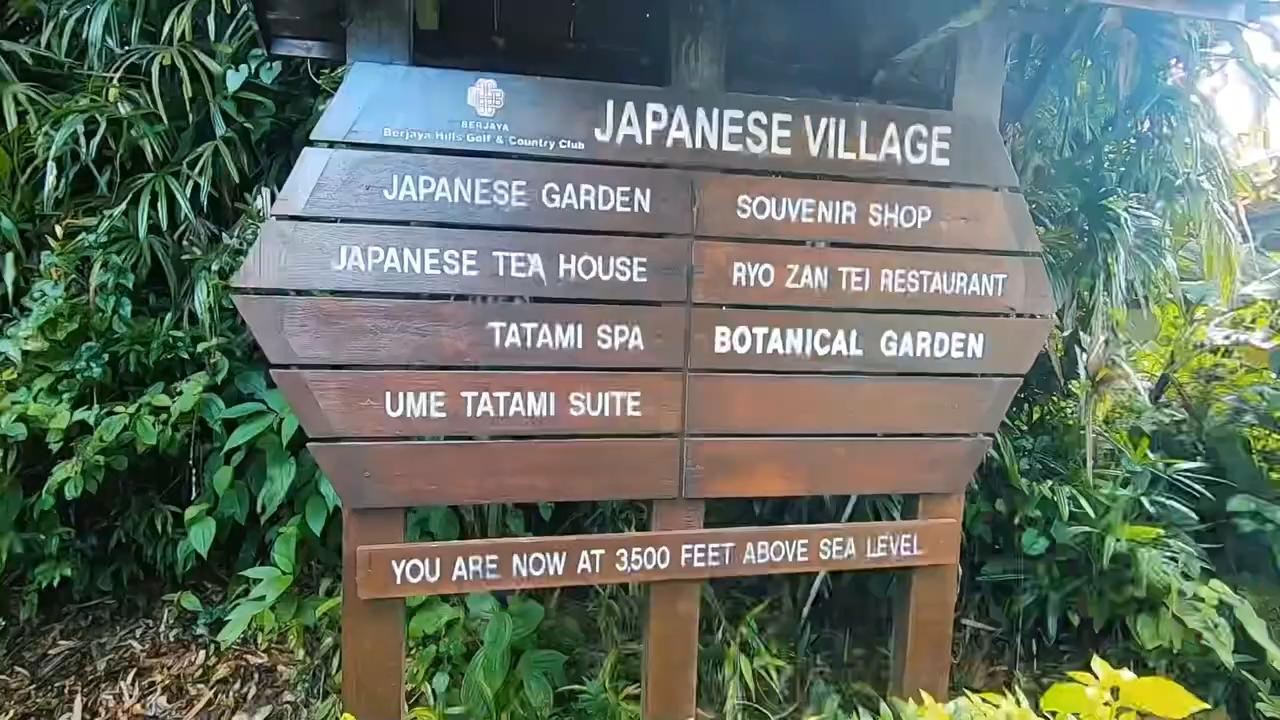 BERJAYA
Berjaya Hills Golf & Country Club
JAPANESE VILLAGE
JAPANESE GARDEN
JAPANESE TEA HOUSE
TATAMI SPA
UME TATAMI SUITE
SOUVENIR SHOP
RYO ZAN TEI RESTAURANT
BOTANICAL GARDEN
YOU ARE NOW AT 3,500 FEET ABOVE SEA LEVEL